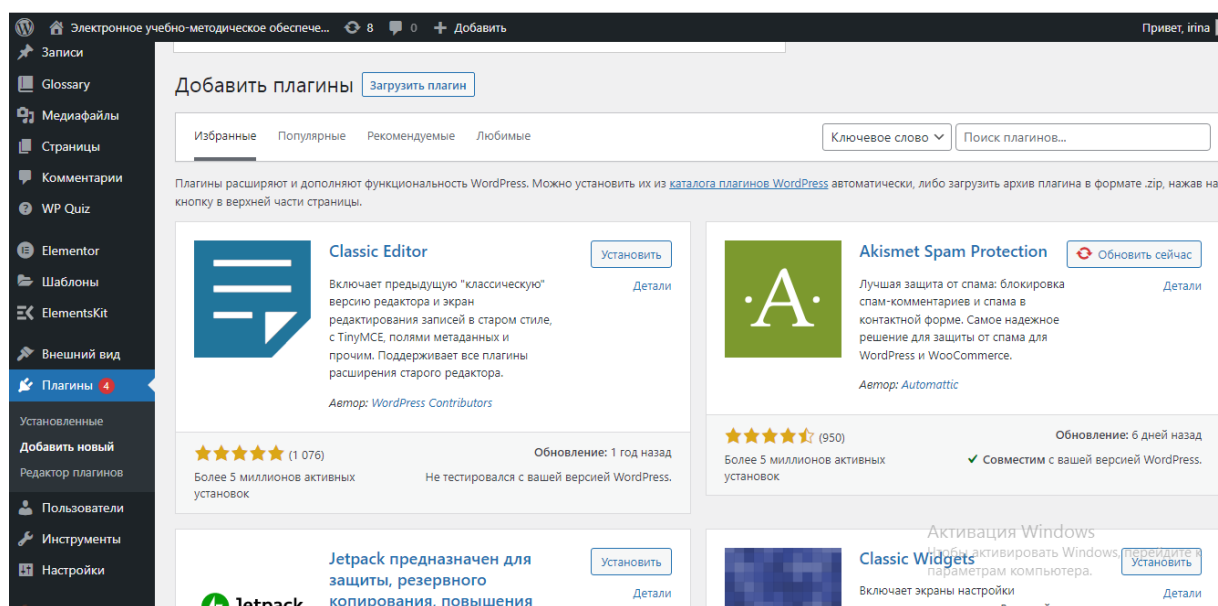 Электронное учебно-методическое обеспече... 8 0 + Добавить Привет, irina
Записи
Glossary
Медиафайлы
Страницы
Комментарии
WP Quiz
Elementor
Шаблоны
ElementsKit
Внешний вид
Плагины 4
Установленные
Добавить новый
Редактор плагинов
Пользователи
Инструменты
Настройки
Добавить плагины Загрузить плагин
Избранные Популярные Рекомендуемые Любимые Ключевое слово Поиск плагинов...
Плагины расширяют и дополняют функциональность WordPress. Можно установить их из каталога плагинов WordPress автоматически, либо загрузить архив плагина в формате .zip, нажав на
кнопку в верхней части страницы.
Classic Editor
Установить
Детали
Включает предыдущую "классическую"
версию редактора и экран
редактирования записей в старом стиле,
с TinyMCE, полями метаданных и
прочим. Поддерживает все плагины
расширения старого редактора.
Автор: WordPress Contributors
(1 076)
Более 5 миллионов активных
установок
Обновление: 1 год назад
Не тестировался с вашей версией WordPress.
·A·
Akismet Spam Protection
Обновить сейчас
Детали
Лучшая защита от спама: блокировка
спам-комментариев и спама в
контактной форме. Самое надежное
решение для защиты от спама для
WordPress и WooCommerce.
Автор: Automattic
(950)
Более 5 миллионов активных
установок
Обновление: 6 дней назад
Совместим с вашей версией WordPress.
Jetpack
Jetpack предназначен для
защиты, резервного
копирования, повышения
Установить
Детали
Classic Widgets
Установить
Детали
Включает экраны настройки
Активация Windows
Чтобы активировать Windows, перейдите к
параметрам компьютера.